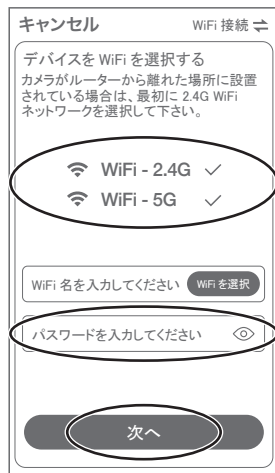 キャンセル WiFi 接続
デバイスを WiFi を選択する
カメラがルーターから離れた場所に設置
されている場合は、最初に 2.4G WiFi
ネットワークを選択して下さい。
WiFi - 2.4G
WiFi - 5G
WiFi 名を入力してください WiFi を選択
パスワードを入力してください
次へ